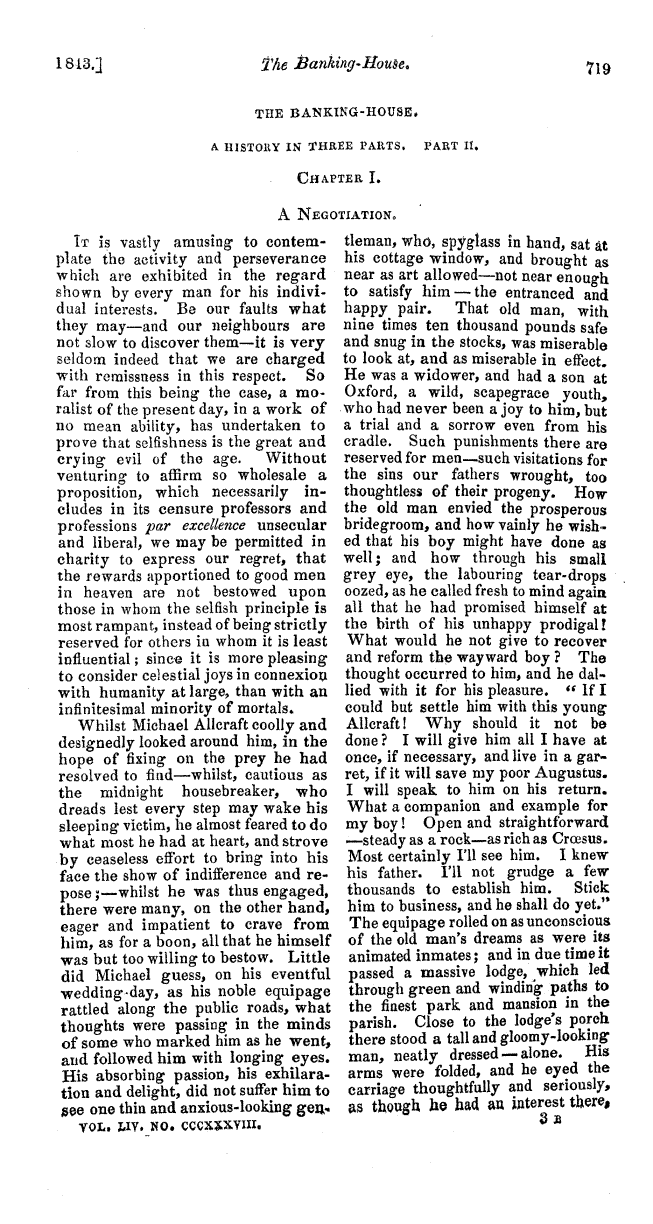 1843.]
The Banking-House.
719
THE BANKING-HOUSE.
A HISTORY IN THREE PARTS. PART II.
CHAPTER I.
A NEGOTIATION.
IT is vastly amusing to contem-
plate the activity and perseverance
which are exhibited in the regard
shown by every man for his indivi-
dual interests. Be our faults what
they may—and our neighbours are
not slow to discover them—it is very
seldom indeed that we are charged
with remissness in this respect. So
far from this being the case, a mo-
ralist of the present day, in a work of
no mean ability, has undertaken to
prove that selfishness is the great and
crying evil of the age. Without
venturing to affirm so wholesale a
proposition, which necessarily in-
cludes in its censure professors and
professions par excellence unsecular
and liberal, we may be permitted in
charity to express our regret, that
the rewards apportioned to good men
in heaven are not bestowed upon
those in whom the selfish principle is
most rampant, instead of being strictly
reserved for others in whom it is least
influential; since it is more pleasing
to consider celestial joys in connexion
with humanity at large, than with an
infinitesimal minority of mortals.
Whilst Michael Allcraft coolly and
designedly looked around him, in the
hope of fixing on the prey he had
resolved to find—whilst, cautious as
the midnight housebreaker, who
dreads lest every step may wake his
sleeping victim, he almost feared to do
what most he had at heart, and strove
by ceaseless effort to bring into his
face the show of indifference and re-
pose;—whilst he was thus engaged,
there were many, on the other hand,
eager and impatient to crave from
him, as for a boon, all that he himself
was but too willing to bestow. Little
did Michael guess, on his eventful
wedding-day, as his noble equipage
rattled along the public roads, what
thoughts were passing in the minds
of some who marked him as he went,
and followed him with longing eyes.
His absorbing passion, his exhilara-
tion and delight, did not suffer him to
see one thin and anxious-looking gen-
VOL. LIV. NO. CCCXXXVIII.
tleman, who, spyglass in hand, sat at
his cottage window, and brought as
near as art allowed—not near enough
to satisfy him—the entranced and
happy pair. That old man, with
nine times ten thousand pounds safe
and snug in the stocks, was miserable
to look at, and as miserable in effect.
He was a widower, and had a son at
Oxford, a wild, scapegrace youth,
who had never been a joy to him, but
a trial and a sorrow even from his
cradle. Such punishments there are
reserved for men—such visitations for
the sins our fathers wrought, too
thoughtless of their progeny. How
the old man envied the prosperous
bridegroom, and how vainly he wish-
ed that his boy might have done as
well; and how through his small
grey eye, the labouring tear-drops
oozed, as he called fresh to mind again
all that he had promised himself at
the birth of his unhappy prodigal!
What would he not give to recover
and reform the wayward boy? The
thought occurred to him, and he dal-
lied with it for his pleasure. "If I
could but settle him with this young
Allcraft! Why should it not be
done? I will give him all I have at
once, if necessary, and live in a gar-
ret, if it will save my poor Augustus.
I will speak to him on his return.
What a companion and example for
my boy! Open and straightforward
—steady as a rock—as rich as Crœsus.
Most certainly I'll see him. I knew
his father. I'll not grudge a few
thousands to establish him. Stick
him to business, and he shall do yet."
The equipage rolled on as unconscious
of the old man's dreams as were its
animated inmates; and in due time it
passed a massive lodge, which led
through green and winding paths to
the finest park and mansion in the
parish. Close to the lodge's porch
there stood a tall and gloomy-looking
man, neatly dressed—alone. His
arms were folded, and he eyed the
carriage thoughtfully and seriously,
as though he had an interest there,
3 B